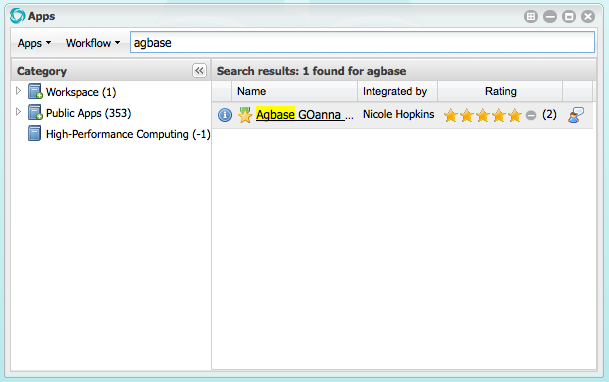 Apps
Apps Workflow agbase
Category
Search results: 1 found for agbase
Name Integrated by Rating
Workspace (1)
Public Apps (353)
High-Performance Computing (-1)
Agbase GOanna ... Nicole Hopkins (2)